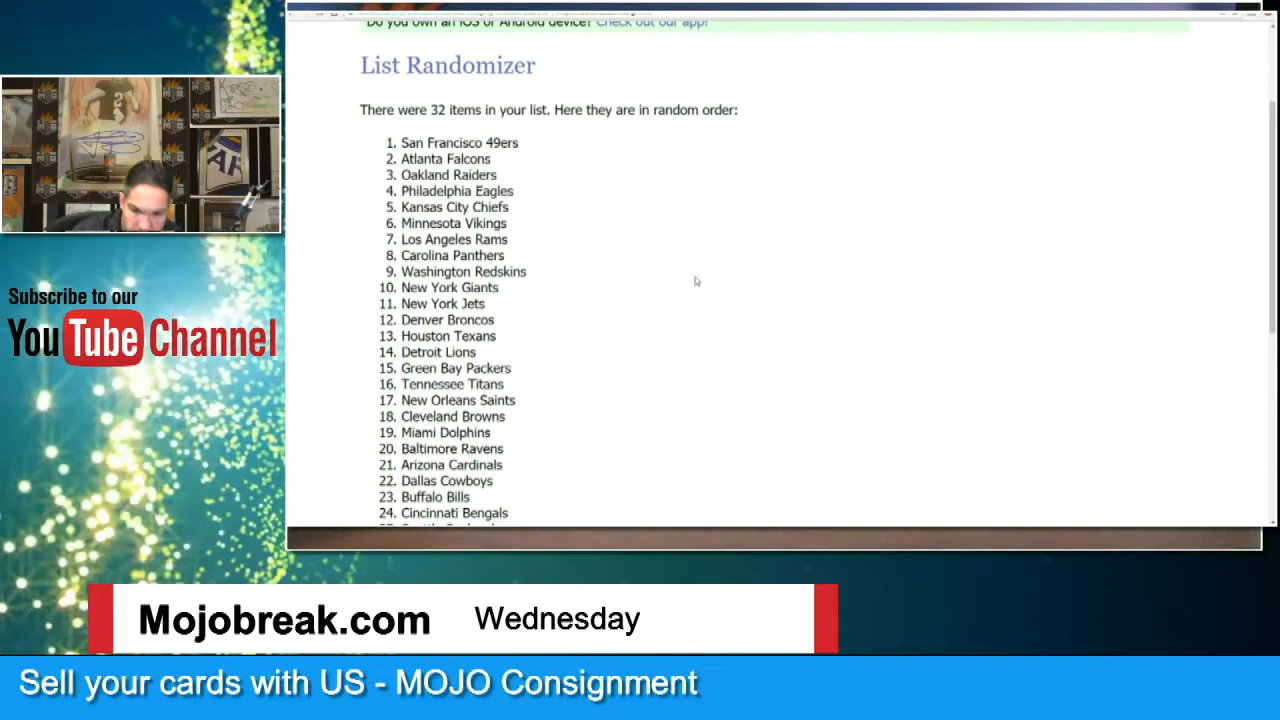 Do you own an iOS or Android device? Check out our app!
List Randomizer
There were 32 items in your list. Here they are in random order:
1. San Francisco 49ers
2. Atlanta Falcons
3. Oakland Raiders
4. Philadelphia Eagles
5. Kansas City Chiefs
6. Minnesota Vikings
7. Los Angeles Rams
8. Carolina Panthers
9. Washington Redskins
10. New York Giants
11. New York Jets
12. Denver Broncos
13. Houston Texans
14. Detroit Lions
15. Green Bay Packers
16. Tennessee Titans
17. New Orleans Saints
18. Cleveland Browns
19. Miami Dolphins
20. Baltimore Ravens
21. Arizona Cardinals
22. Dallas Cowboys
23. Buffalo Bills
24. Cincinnati Bengals
Subscribe to our
YouTube Channel
Mojobreak.com Wednesday
Sell your cards with US - MOJO Consignment